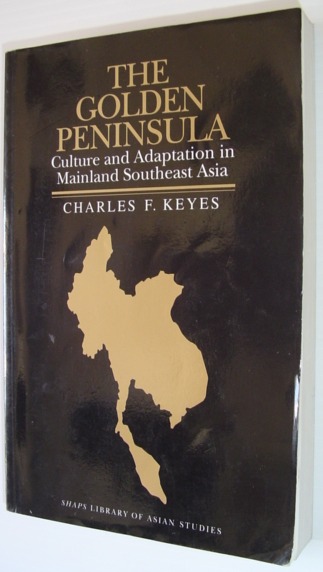 THE
GOLDEN
PENINSULA
Culture and Adaptation in
Mainland Southeast Asia
CHARLES F. KEYES
SHAPS LIBRARY OF ASIAN STUDIES